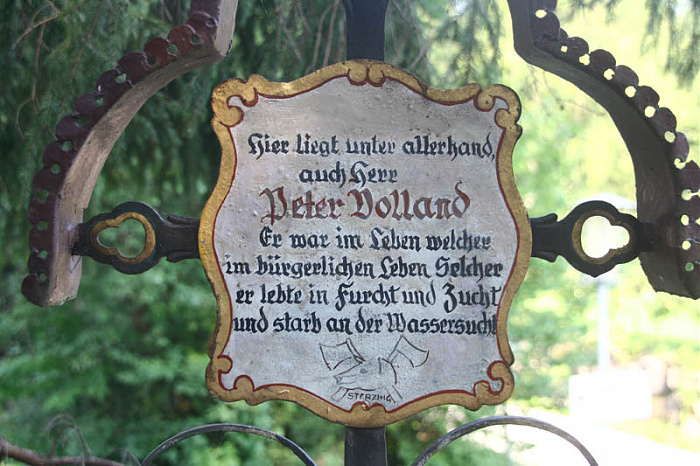 Hier liegt unter allerhand,
auch Herr
Peter Volland
Er war im Leben welcher
im bürgerlichen Leben Selcher
er lebte in Furcht und Zucht
und starb an der Wassersucht
STERZING